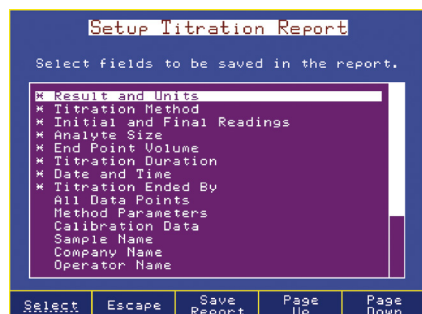 Setup Titration Report
Select fields to be saved in the report.
* Result and Units
* Titration Method
* Initial and Final Readings
* Analyte Size
* End Point Volume
* Titration Duration
* Date and Time
* Titration Ended By
All Data Points
Method Parameters
Calibration Data
Sample Name
Company Name
Operator Name
Select Escape Save Report Page Up Page Down